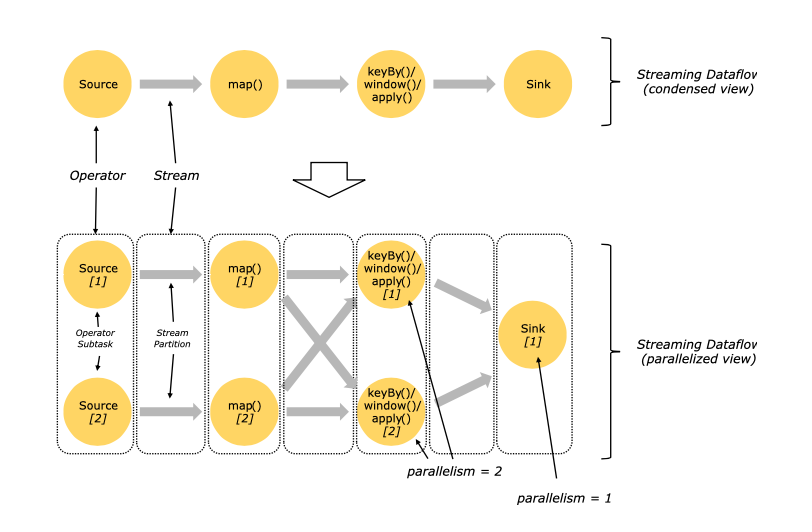 Source
map()
keyBy()/
window()/
apply()
Sink
Streaming Dataflow
(condensed view)
Operator
Stream
Source
[1]
map()
[1]
keyBy()/
window()/
apply()
[1]
Operator
Subtask
Stream
Partition
Sink
[1]
Streaming Dataflow
(parallelized view)
Source
[2]
map()
[2]
keyBy()/
window()/
apply()
[2]
parallelism = 2
parallelism = 1